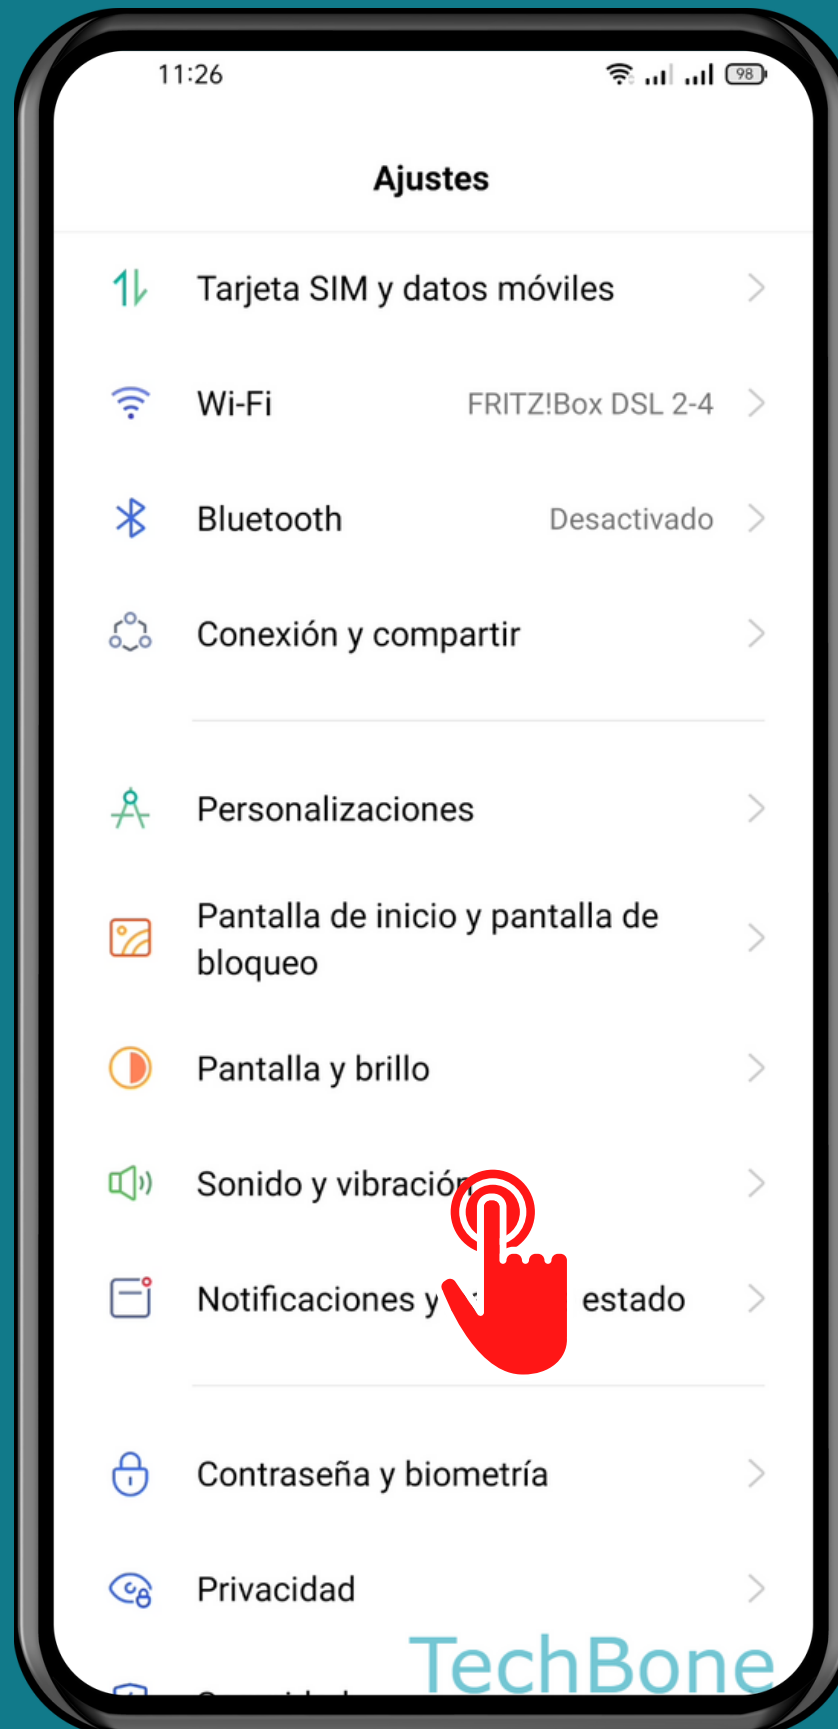 11:26
98
Ajustes
Tarjeta SIM y datos móviles
Wi-Fi FRITZ!Box DSL 2-4
Bluetooth Desactivado
Conexión y compartir
Personalizaciones
Pantalla de inicio y pantalla de
bloqueo
Pantalla y brillo
Sonido y vibración
Notificaciones y estado
Contraseña y biometría
Privacidad
TechBone